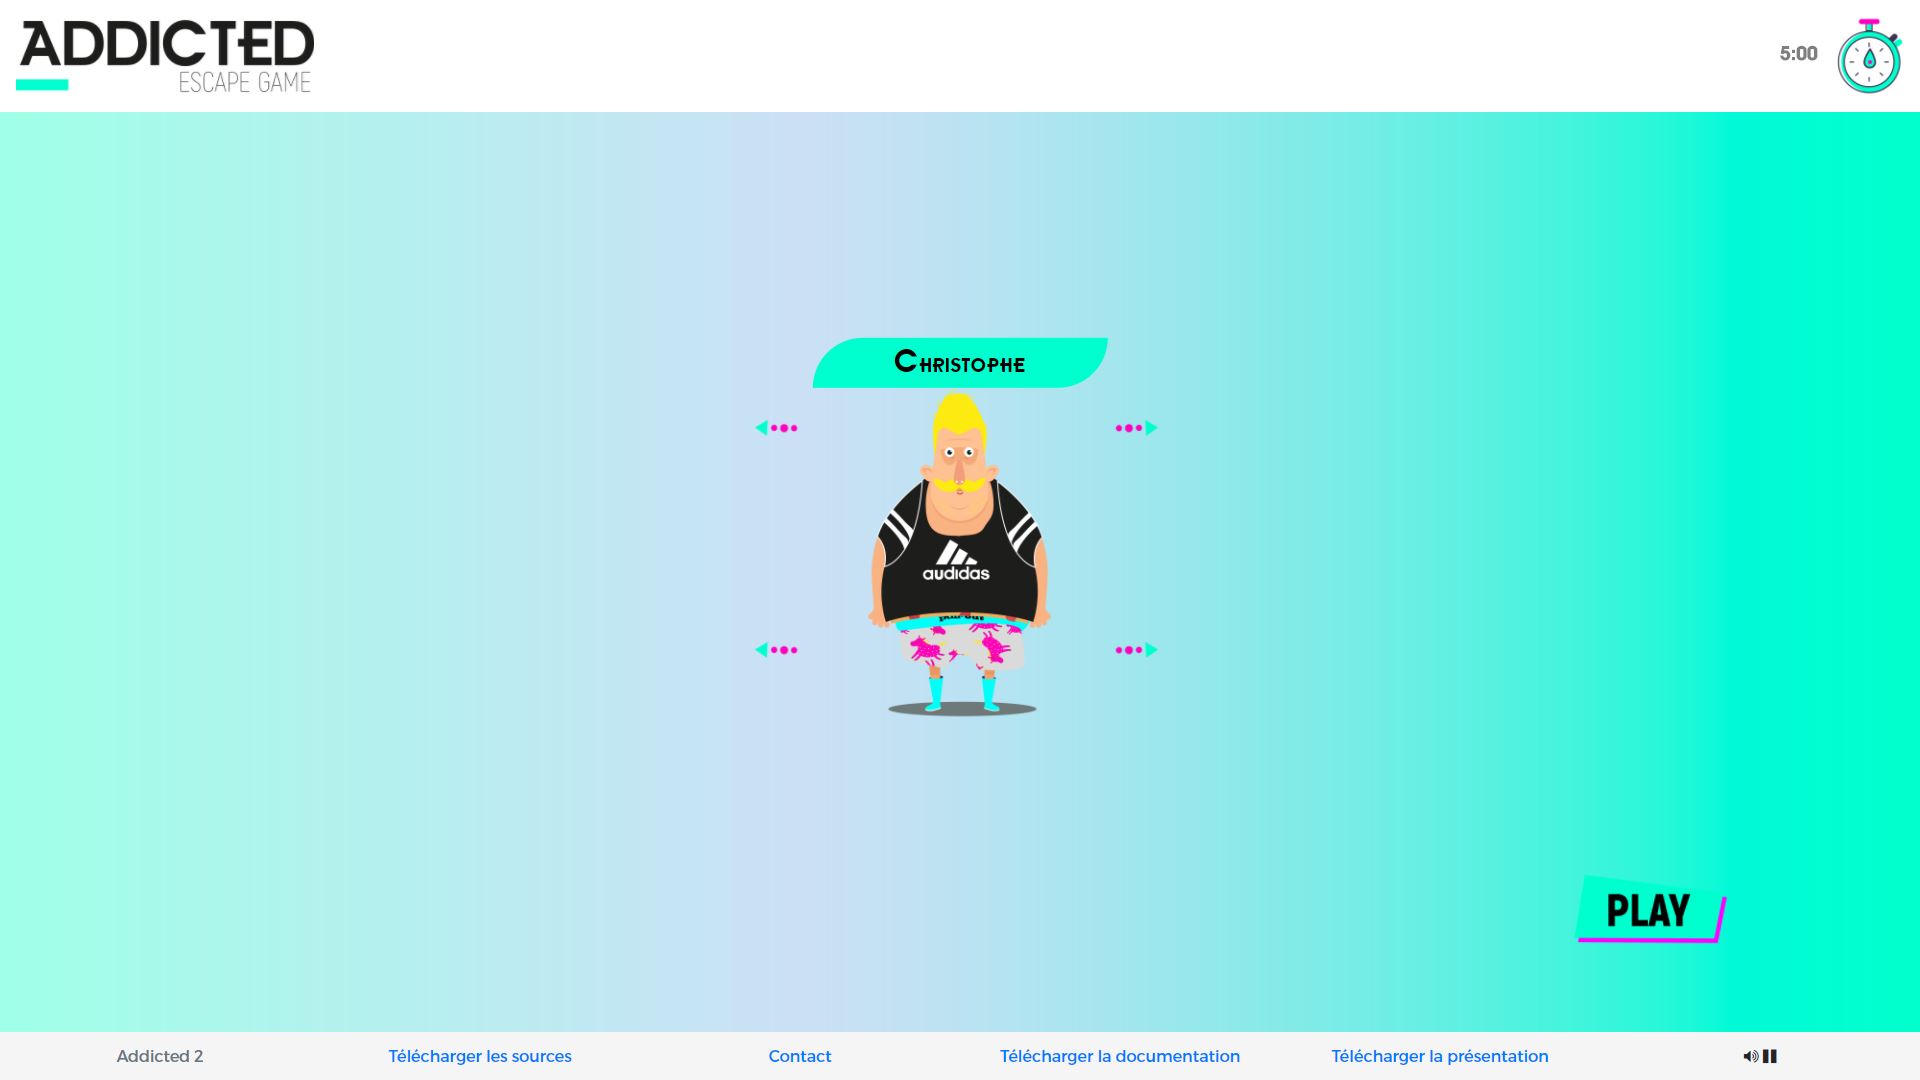 ADDICTED
ESCAPE GAME
5:00
Christophe
audidas
PLAY
Addicted 2
Télécharger les sources
Contact
Télécharger la documentation
Télécharger la présentation